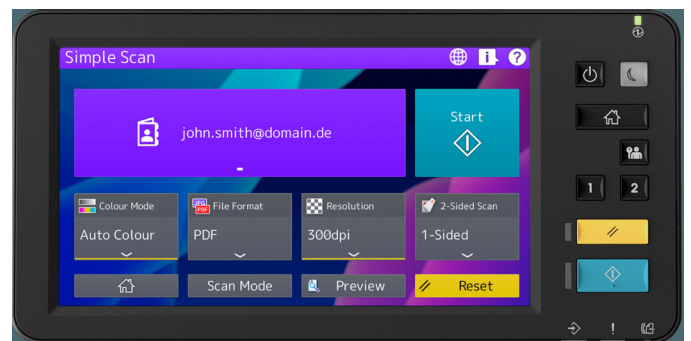 Simple Scan
john.smith@domain.de
Start
Colour Mode
Auto Colour
JPG
PDF
File Format
PDF
Resolution
300dpi
2-Sided Scan
1-Sided
Scan Mode
Preview
Reset
1
2